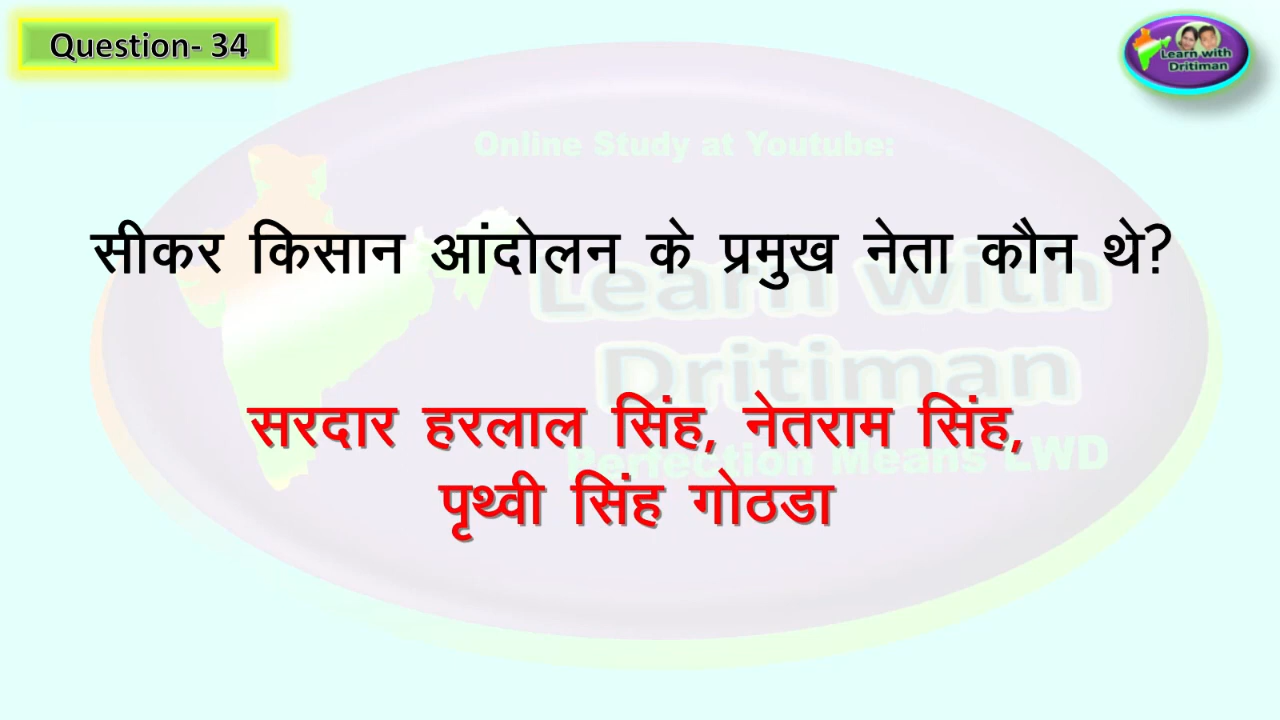 Question- 34
Learn with
Dritiman
Online Study at Youtube:
सीकर किसान आंदोलन के प्रमुख नेता कौन थे?
Learn with
Dritiman
सरदार हरलाल सिंह, नेतराम सिंह,
Perfection Means LWD
पृथ्वी सिंह गोठडा